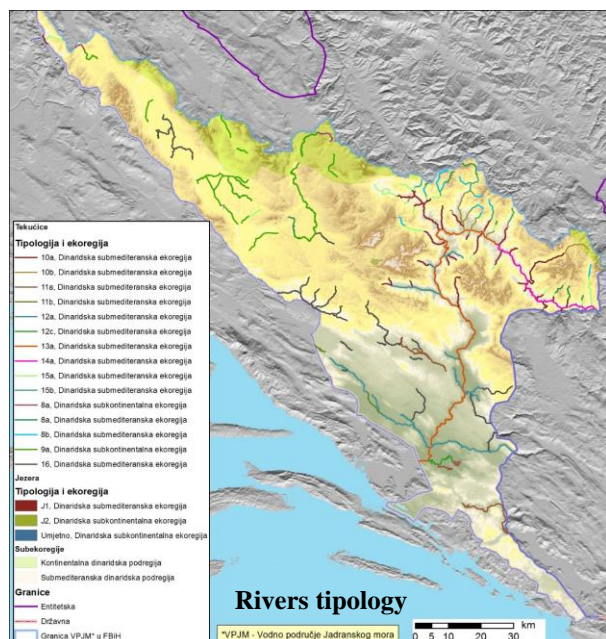 Tekućice
Tipologija i ekoregija
10a, Dinaridska submediteranska ekoregija
10b, Dinaridska submediteranska ekoregija
11a, Dinaridska submediteranska ekoregija
11b, Dinaridska submediteranska ekoregija
12a, Dinaridska submediteranska ekoregija
12c, Dinaridska submediteranska ekoregija
13a, Dinaridska submediteranska ekoregija
14a, Dinaridska submediteranska ekoregija
15a, Dinaridska submediteranska ekoregija
15b, Dinaridska submediteranska ekoregija
8a, Dinaridska subkontinentalna ekoregija
8a, Dinaridska submediteranska ekoregija
8b, Dinaridska submediteranska ekoregija
9a, Dinaridska subkontinentalna ekoregija
16, Dinaridska submediteranska ekoregija
Jezera
Tipologija i ekoregija
J1, Dinaridska submediteranska ekoregija
J2, Dinaridska subkontinentalna ekoregija
Umjetno, Dinaridska subkontinentalna ekoregija
Subekoregije
Kontinentalna dinaridska podregija
Submediteranska dinaridska podregija
Granice
Entitetska
Državna
Granica VPJM* u FBiH
Rivers tipology
*VPJM - Vodno područje Jadranskog mora
km
0 5 10 20 30